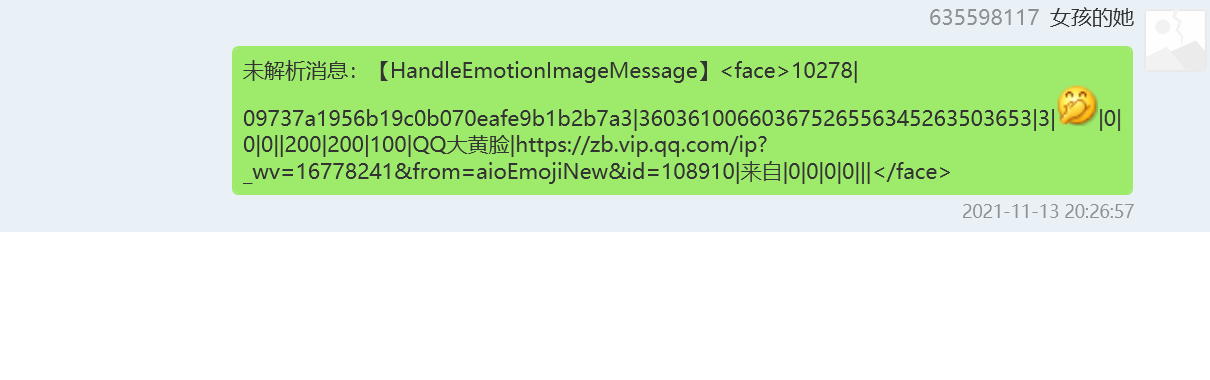 635598117 女孩的她
未解析消息：【HandleEmotionImageMessage】<face>10278|
09737a1956b19c0b070eafe9b1b2b7a3|36036100660367526556345263503653|3||0|
0|0||200|200|100|QQ大黄脸|https://zb.vip.qq.com/ip?
_wv=16778241&from=aioEmojiNew&id=108910|来自|0|0|0|0|||</face>
2021-11-13 20:26:57